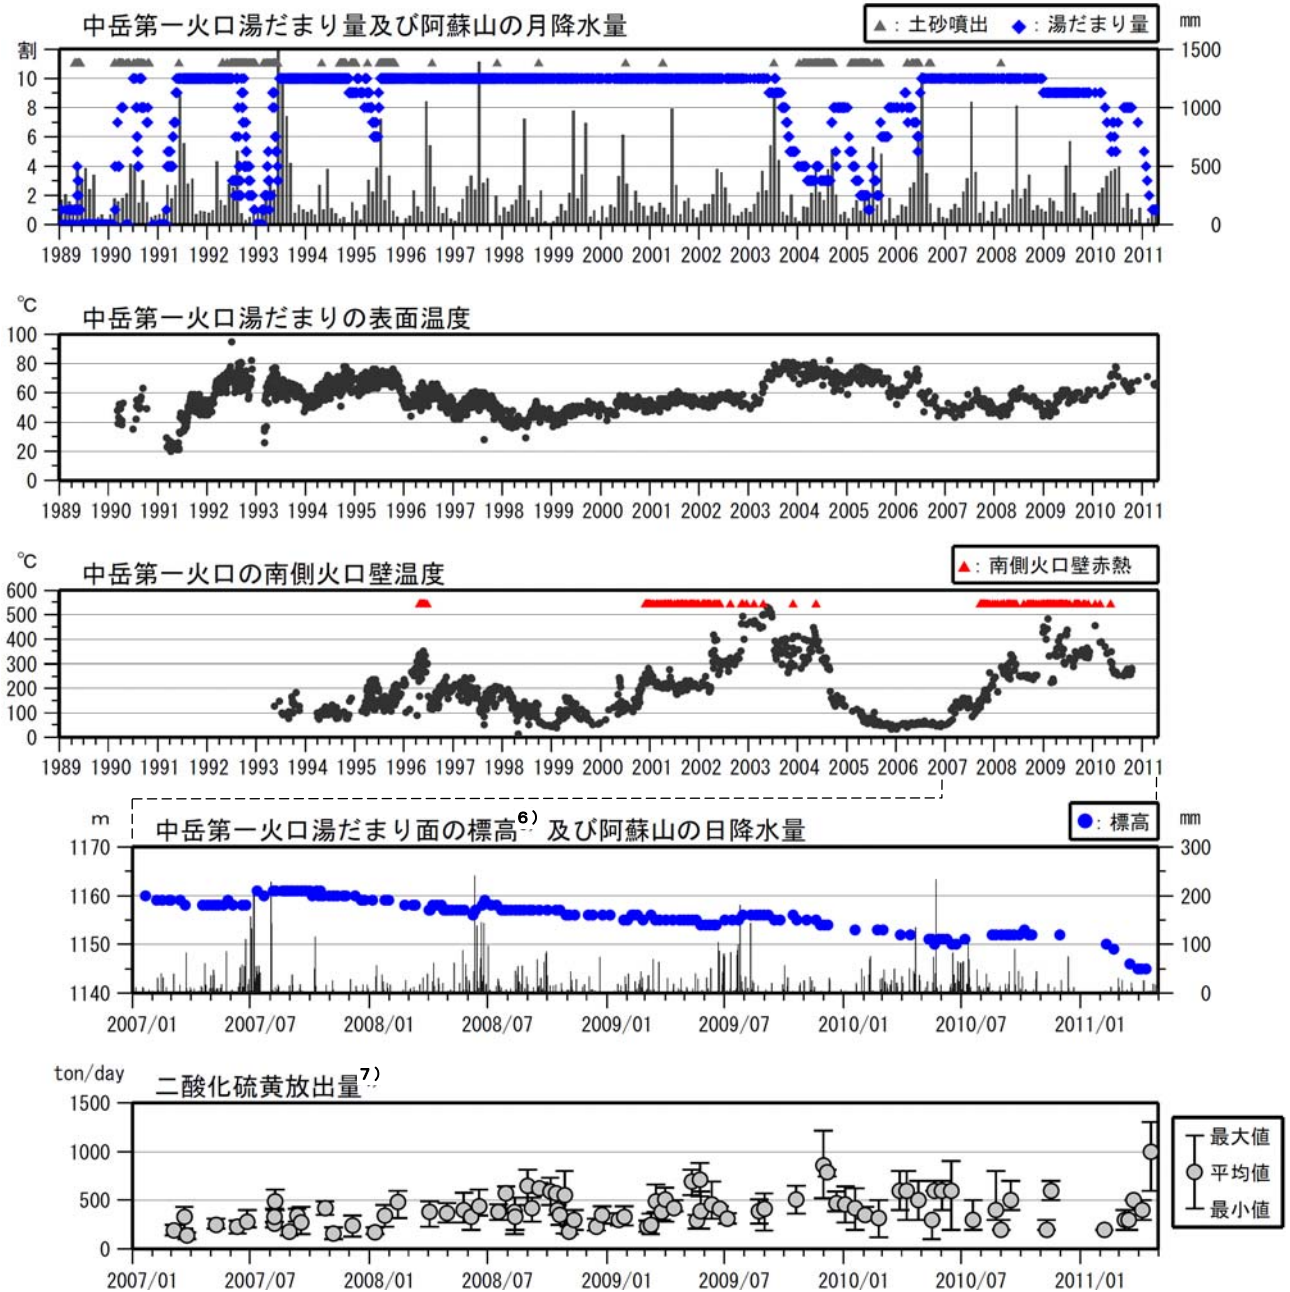 中岳第一火口湯だまり量及び阿蘇山の月降水量
▲：土砂噴出 ◆：湯だまり量
割
mm
10 8 6 4 2 0
1500 1000 500 0
1989 1990 1991 1992 1993 1994 1995 1996 1997 1998 1999 2000 2001 2002 2003 2004 2005 2006 2007 2008 2009 2010 2011
℃
中岳第一火口湯だまりの表面温度
100 80 60 40 20 0
1989 1990 1991 1992 1993 1994 1995 1996 1997 1998 1999 2000 2001 2002 2003 2004 2005 2006 2007 2008 2009 2010 2011
℃
中岳第一火口の南側火口壁温度
▲：南側火口壁赤熱
600 500 400 300 200 100 0
1989 1990 1991 1992 1993 1994 1995 1996 1997 1998 1999 2000 2001 2002 2003 2004 2005 2006 2007 2008 2009 2010 2011
m
中岳第一火口湯だまり面の標高6) 及び阿蘇山の日降水量
●：標高
mm
1170 1160 1150 1140
300 200 100 0
2007/01 2007/07 2008/01 2008/07 2009/01 2009/07 2010/01 2010/07 2011/01
ton/day
二酸化硫黄放出量7)
1500 1000 500 0
最大値
平均値
最小値
2007/01 2007/07 2008/01 2008/07 2009/01 2009/07 2010/01 2010/07 2011/01